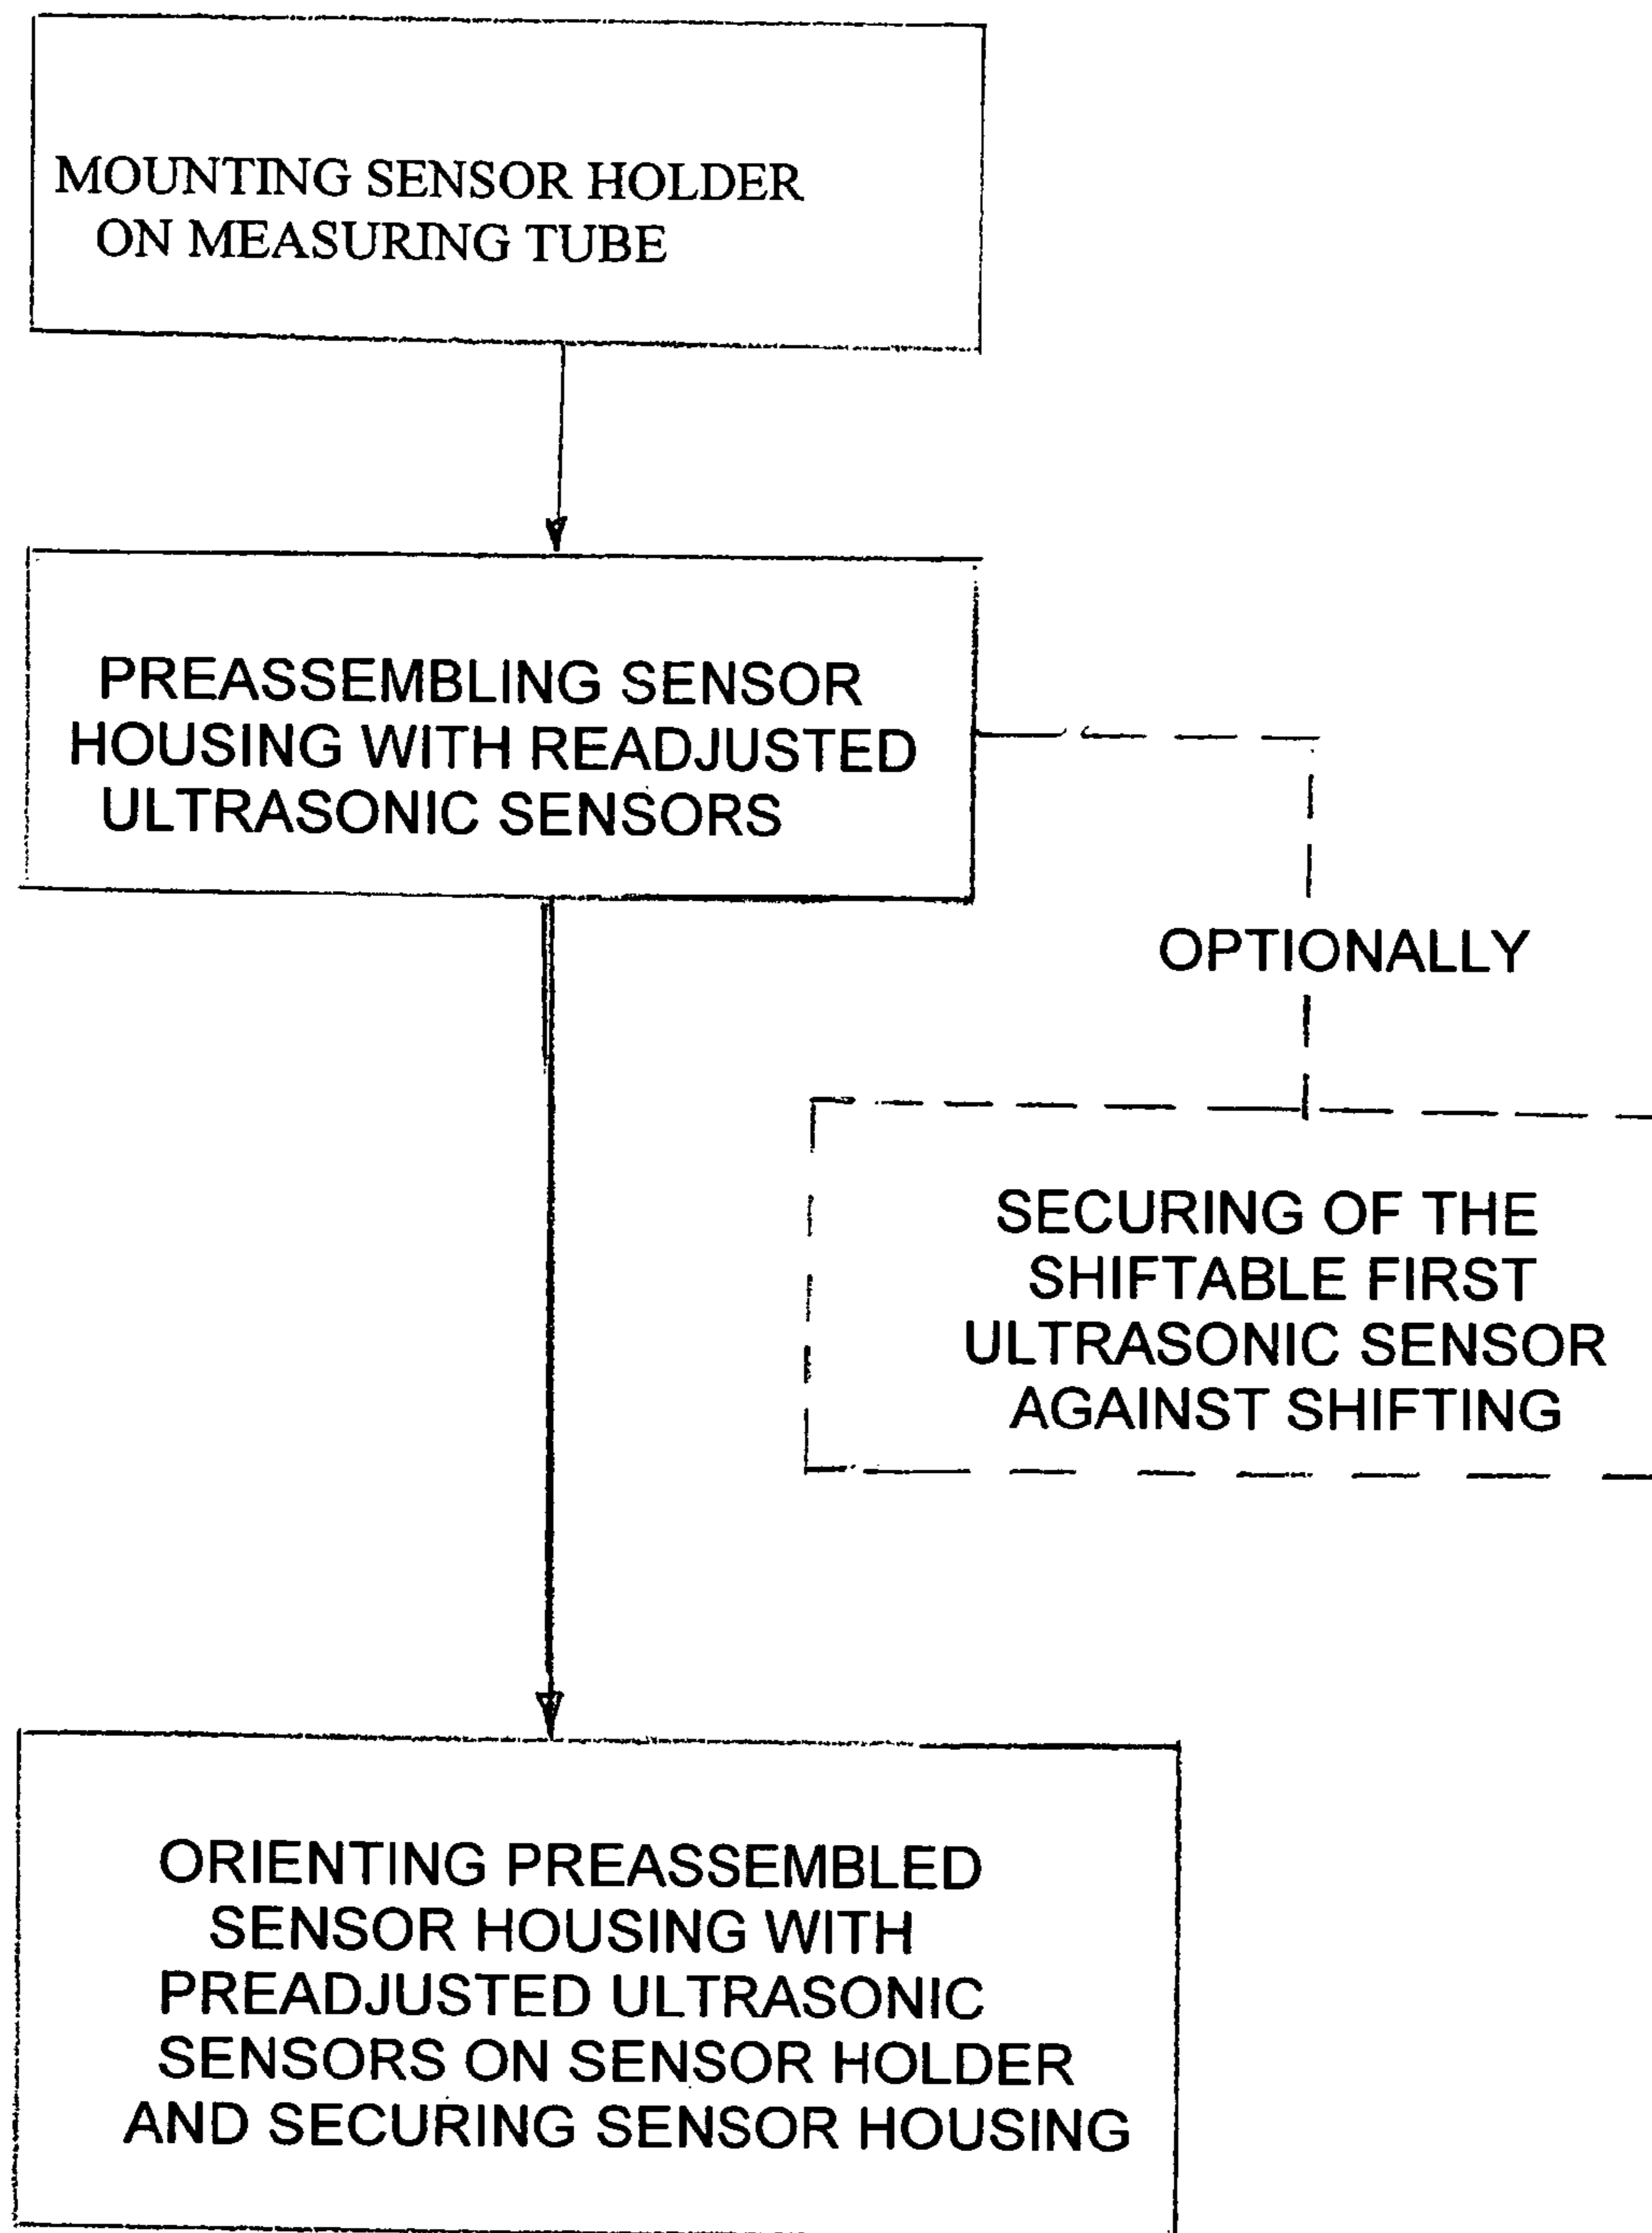 MOUNTING SENSOR HOLDER
ON MEASURING TUBE
PREASSEMBLING SENSOR
HOUSING WITH READJUSTED
ULTRASONIC SENSORS
OPTIONALLY
SECURING OF THE
SHIFTABLE FIRST
ULTRASONIC SENSOR
AGAINST SHIFTING
ORIENTING PREASSEMBLED
SENSOR HOUSING WITH
PREADJUSTED ULTRASONIC
SENSORS ON SENSOR HOLDER
AND SECURING SENSOR HOUSING